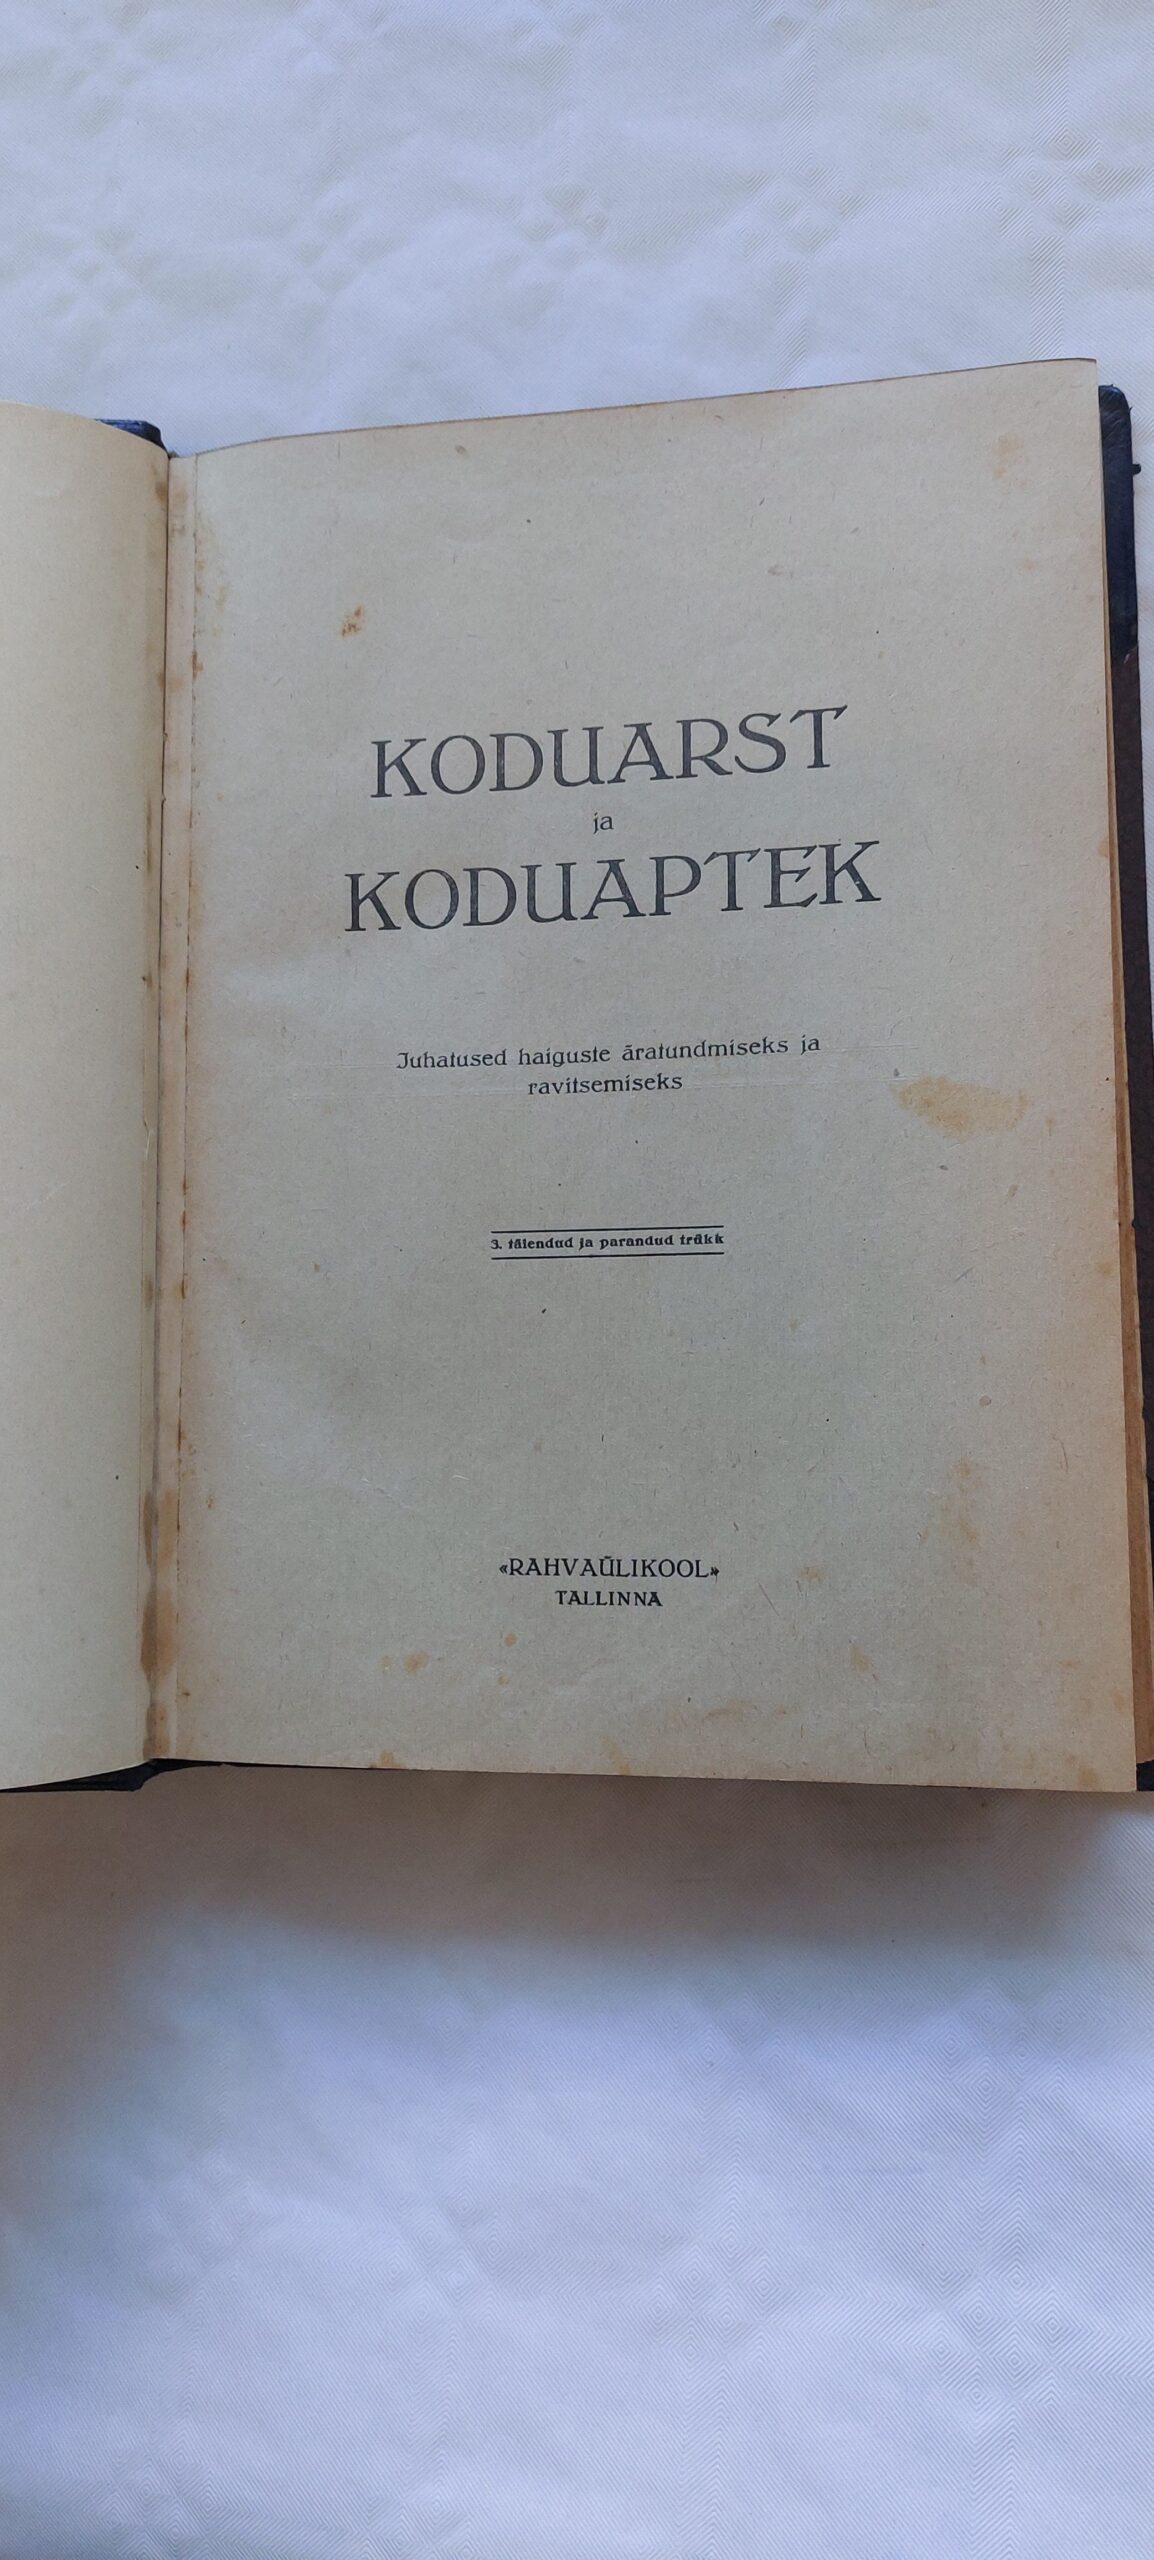 KODUARST
ja
KODUAPTEK
Juhatused haiguste äratundmiseks ja
ravitsemiseks
3. täiendud ja parandud trükk
«RAHVAÜLIKOOL»
TALLINNA